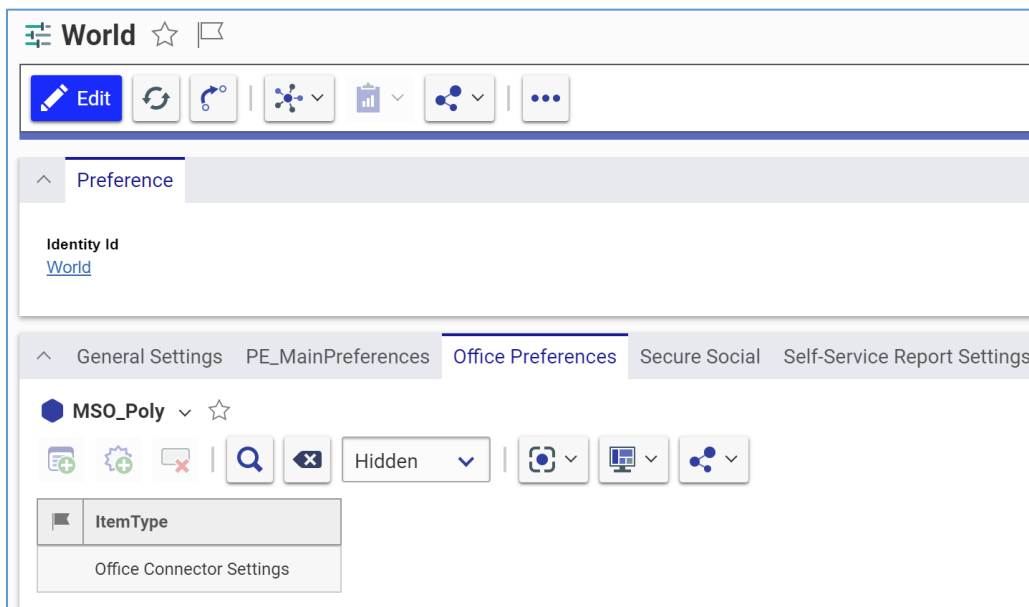 World
Edit
Preference
Identity Id
World
General Settings PE_MainPreferences Office Preferences Secure Social Self-Service Report Settings
MSO_Poly
Hidden
ItemType
Office Connector Settings